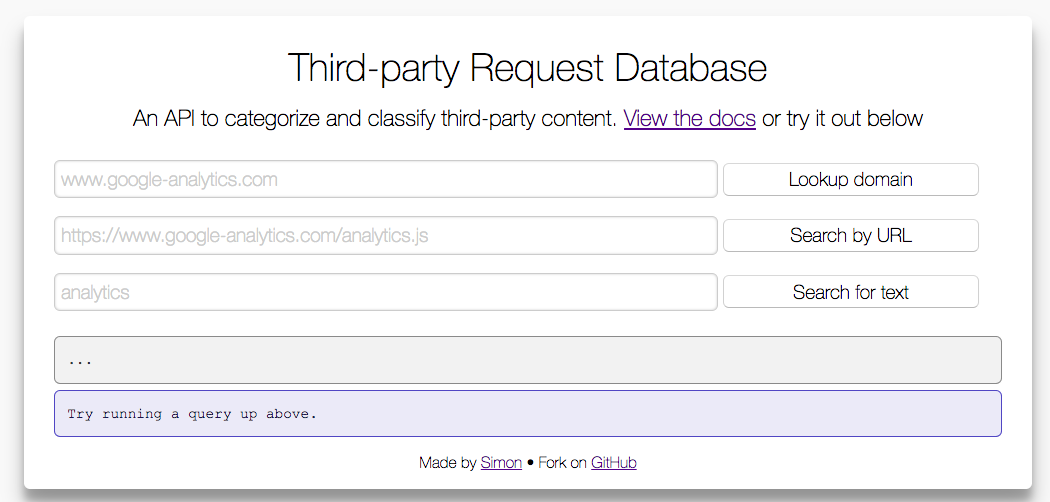 Third-party Request Database
An API to categorize and classify third-party content. View the docs or try it out below
www.google-analytics.com
Lookup domain
https://www.google-analytics.com/analytics.js
Search by URL
analytics
Search for text
...
Try running a query up above.
Made by Simon • Fork on GitHub